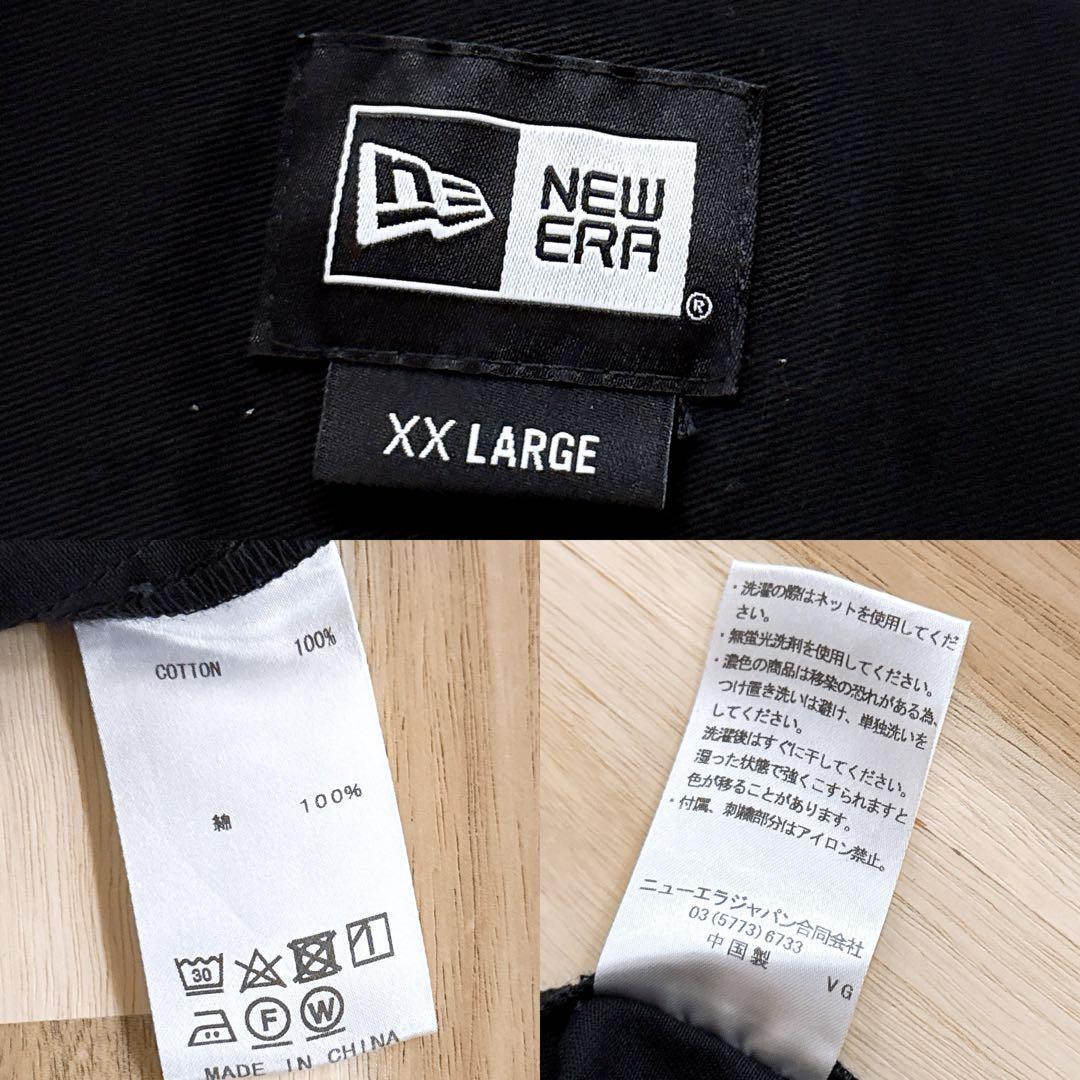 NEW
ERA
®
XX LARGE
COTTON 100%
綿 100%
30
F W
MADE IN CHINA
・洗濯の際はネットを使用してくだ
さい。
・無蛍光洗剤を使用してください。
・濃色の商品は移染の恐れがある為、
つけ置き洗いは避け、単独洗いを
してください。
洗濯後はすぐに干してください。
湿った状態で強くこすられますと
色が移ることがあります。
・付属、刺繍部分はアイロン禁止。
ニューエラジャパン合同会社
03(5773)6733
中国製
VG